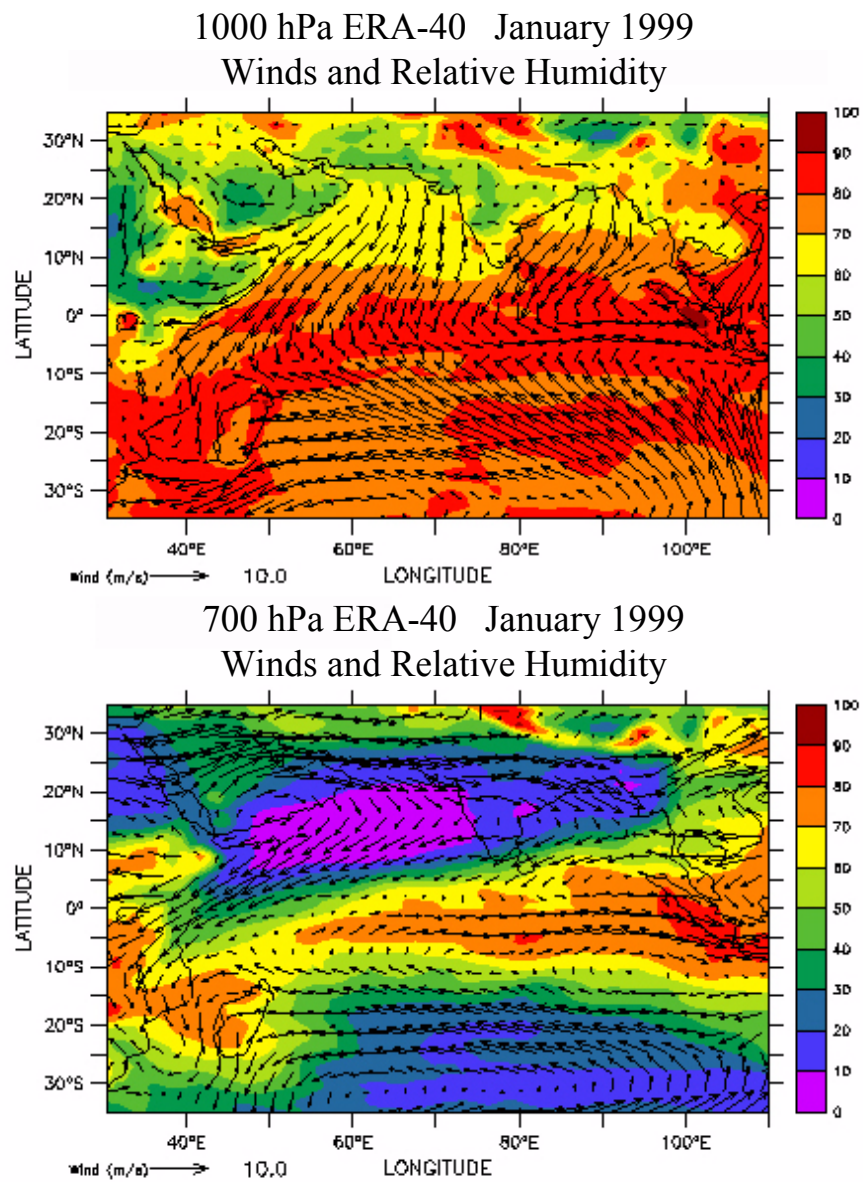 1000 hPa ERA-40 January 1999
Winds and Relative Humidity
30°N
20°N
10°N
0°
10°S
20°S
30°S
LATITUDE
40°E
60°E
80°E
100°E
LONGITUDE
Wind (m/s)
10.0
100
90
80
70
60
50
40
30
20
10
0
700 hPa ERA-40 January 1999
Winds and Relative Humidity
30°N
20°N
10°N
0°
10°S
20°S
30°S
LATITUDE
40°E
60°E
80°E
100°E
LONGITUDE
Wind (m/s)
10.0
100
90
80
70
60
50
40
30
20
10
0